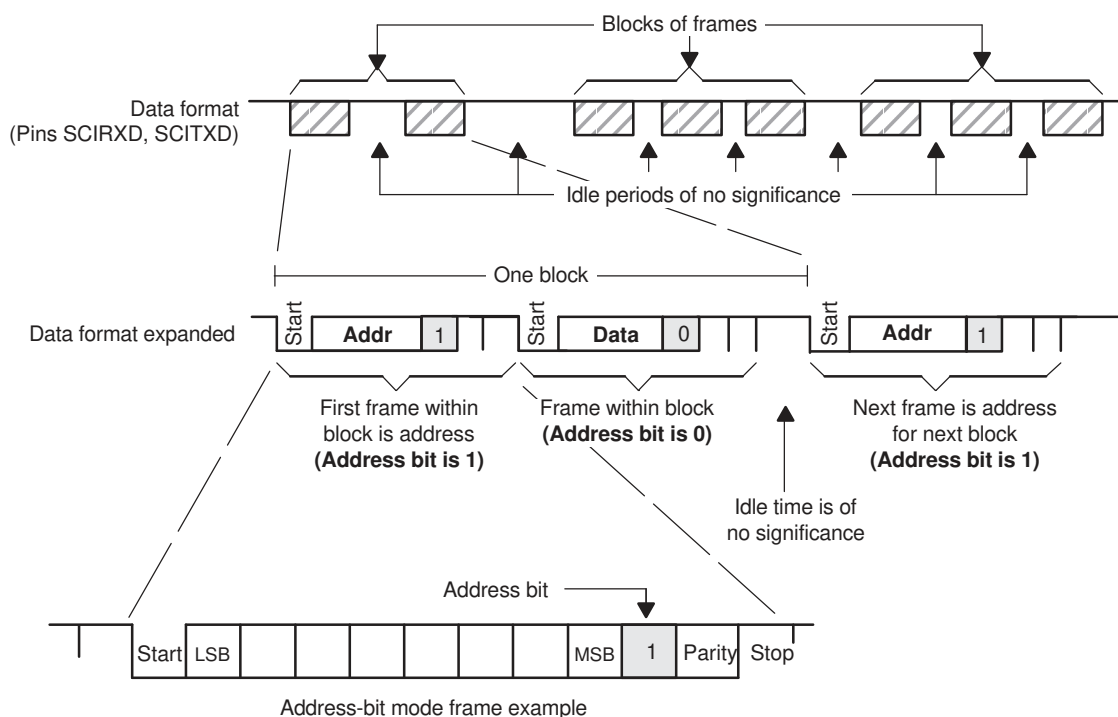 Blocks of frames
Data format
(Pins SCIRXD, SCITXD)
Idle periods of no significance
One block
Data format expanded
Start
Addr
1
Start
Data
0
Start
Addr
1
First frame within
block is address
(Address bit is 1)
Frame within block
(Address bit is 0)
Next frame is address
for next block
(Address bit is 1)
Idle time is of
no significance
Address bit
Start
LSB
MSB
1
Parity
Stop
Address-bit mode frame example